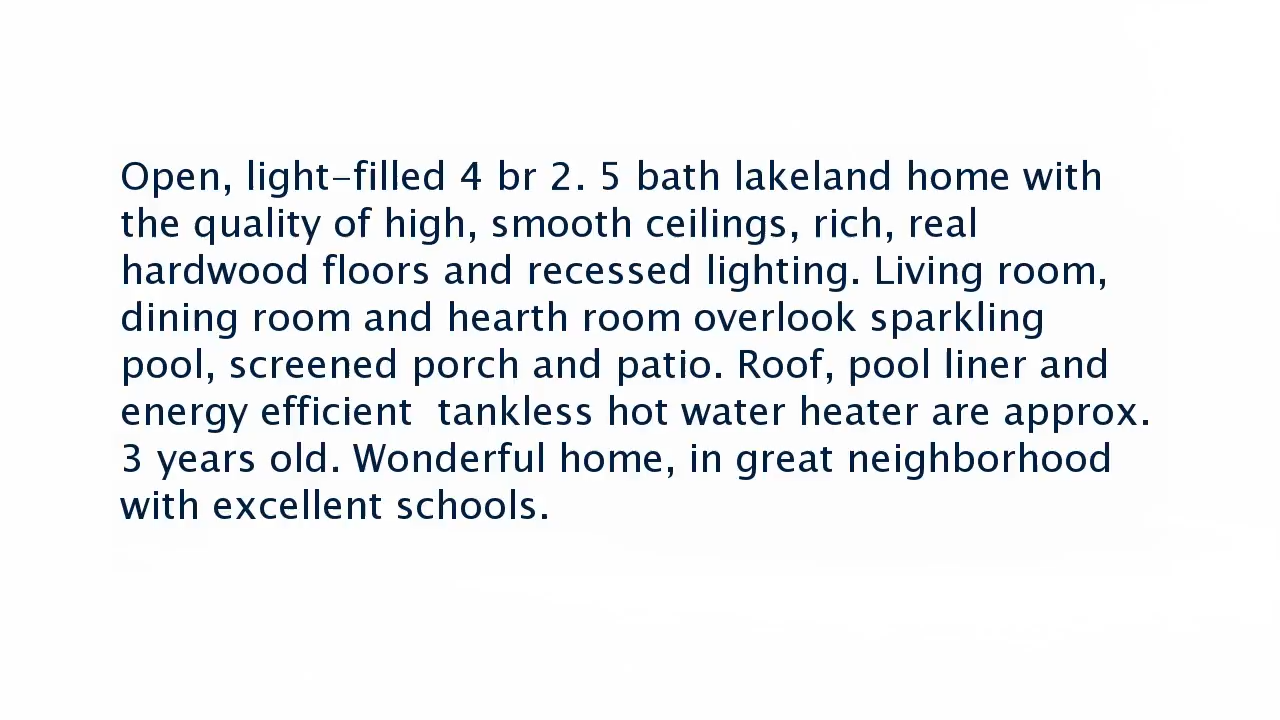 Open, light-filled 4 br 2. 5 bath lakeland home with
the quality of high, smooth ceilings, rich, real
hardwood floors and recessed lighting. Living room,
dining room and hearth room overlook sparkling
pool, screened porch and patio. Roof, pool liner and
energy efficient  tankless hot water heater are approx.
3 years old. Wonderful home, in great neighborhood
with excellent schools.